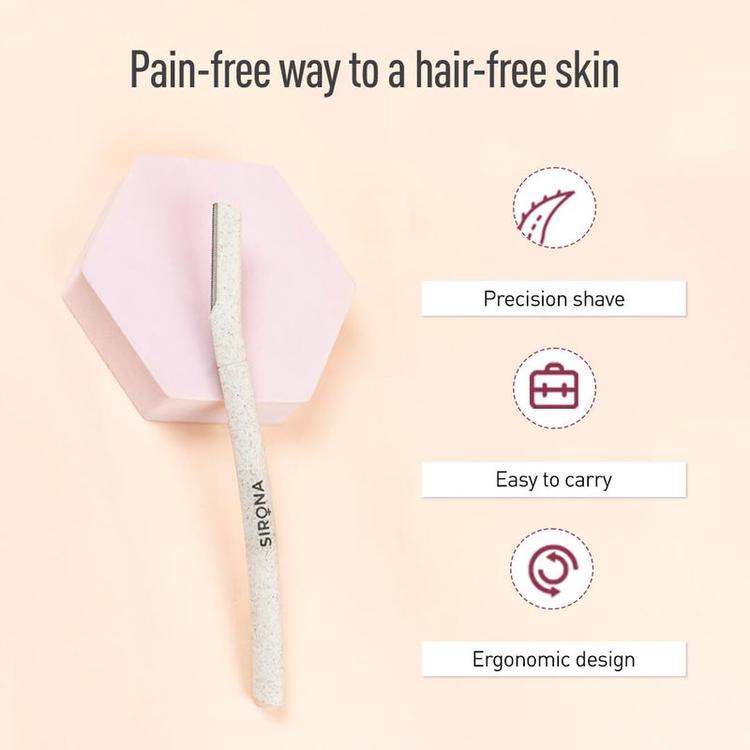 Pain-free way to a hair-free skin
Precision shave
Easy to carry
SIRONA
Ergonomic design